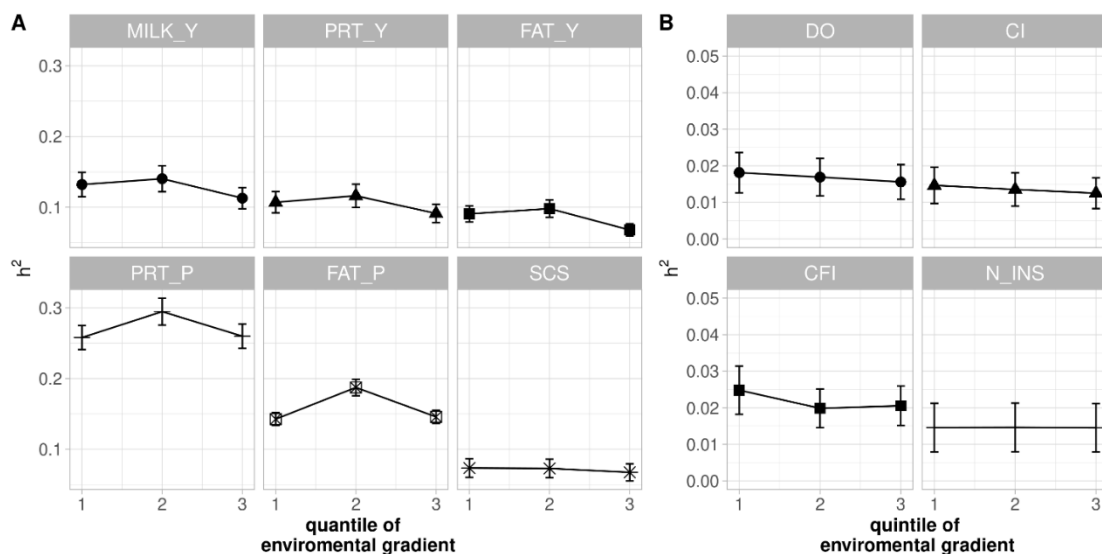 A
MILK_Y PRT_Y FAT_Y
0.3
0.2
0.1
PRT_P FAT_P SCS
0.3
0.2
0.1
h²
1 2 3 1 2 3 1 2 3
quantile of
enviromental gradient
B
DO CI
0.05
0.04
0.03
0.02
0.01
0.00
CFI N_INS
0.05
0.04
0.03
0.02
0.01
0.00
h²
1 2 3 1 2 3
quintile of
enviromental gradient